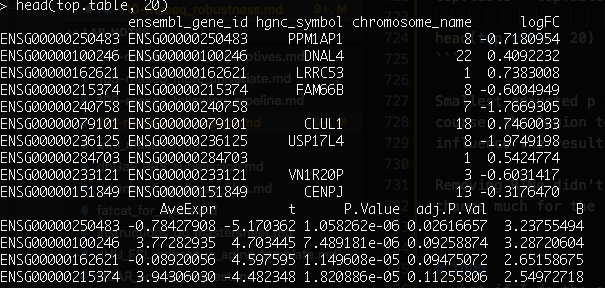 > head(top.table, 20)
ensembl_gene_id hgnc_symbol chromosome_name logFC
ENSG00000250483 ENSG00000250483 PPM1AP1 8 -0.7180954
ENSG00000100246 ENSG00000100246 DNAL4 22 0.4092232
ENSG00000162621 ENSG00000162621 LRRC53 1 0.7383008
ENSG00000215374 ENSG00000215374 FAM66B 8 -0.6004949
ENSG00000240758 ENSG00000240758 7 -1.7669305
ENSG00000079101 ENSG00000079101 CLUL1 18 0.7460033
ENSG00000236125 ENSG00000236125 USP17L4 8 -1.9749198
ENSG00000284703 ENSG00000284703 1 0.5424774
ENSG00000233121 ENSG00000233121 VN1R20P 3 -0.6031417
ENSG00000151849 ENSG00000151849 CENPJ 13 -0.3176470
AveExpr t P.Value adj.P.Val B
ENSG00000250483 -0.78427908 -5.170362 1.058262e-06 0.02616657 3.23755494
ENSG00000100246 3.77282935 4.703445 7.489181e-06 0.09258874 3.28720604
ENSG00000162621 -0.08920056 4.597595 1.149608e-05 0.09475072 2.65158675
ENSG00000215374 3.94306030 -4.482348 1.820886e-05 0.11255806 2.54972718